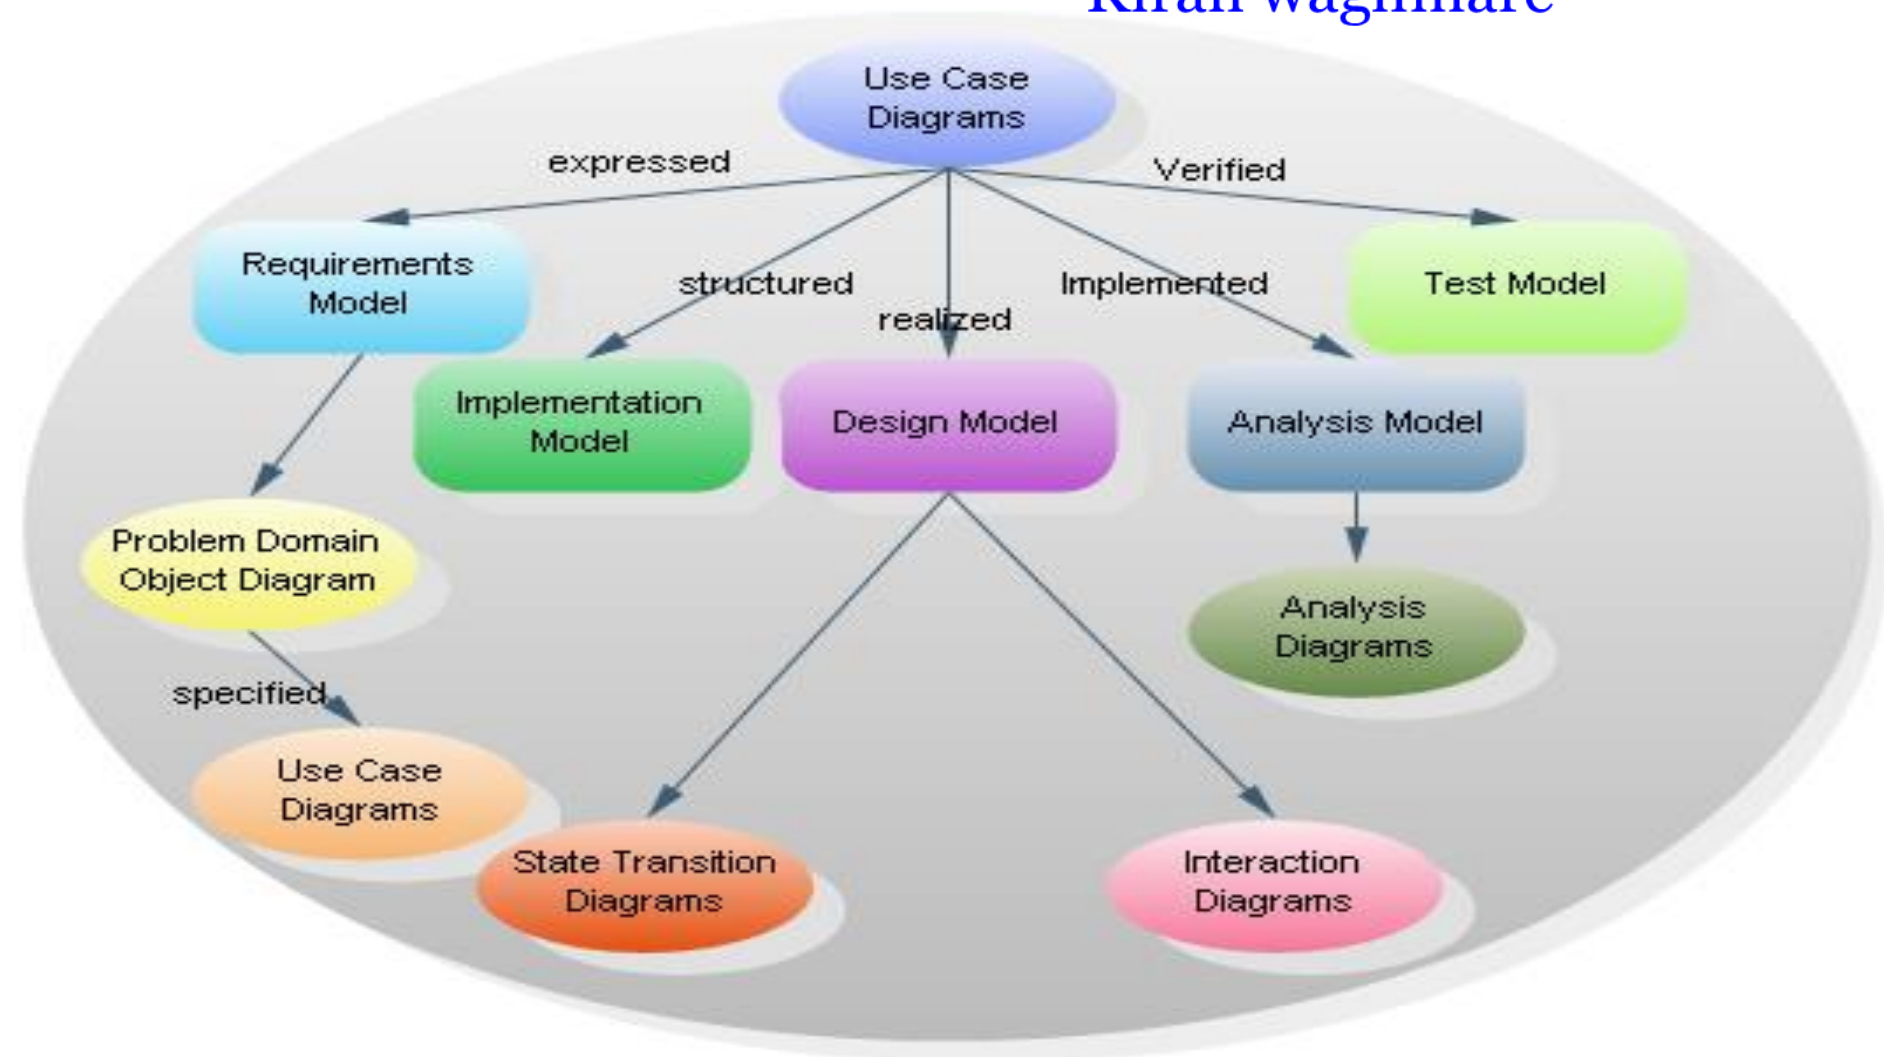 Use Case
Diagrams
expressed
Verified
Requirements
Model
structured
Implemented
Test Model
realized
Implementation
Model
Design Model
Analysis Model
Problem Domain
Object Diagram
Analysis
Diagrams
specified
Use Case
Diagrams
State Transition
Diagrams
Interaction
Diagrams